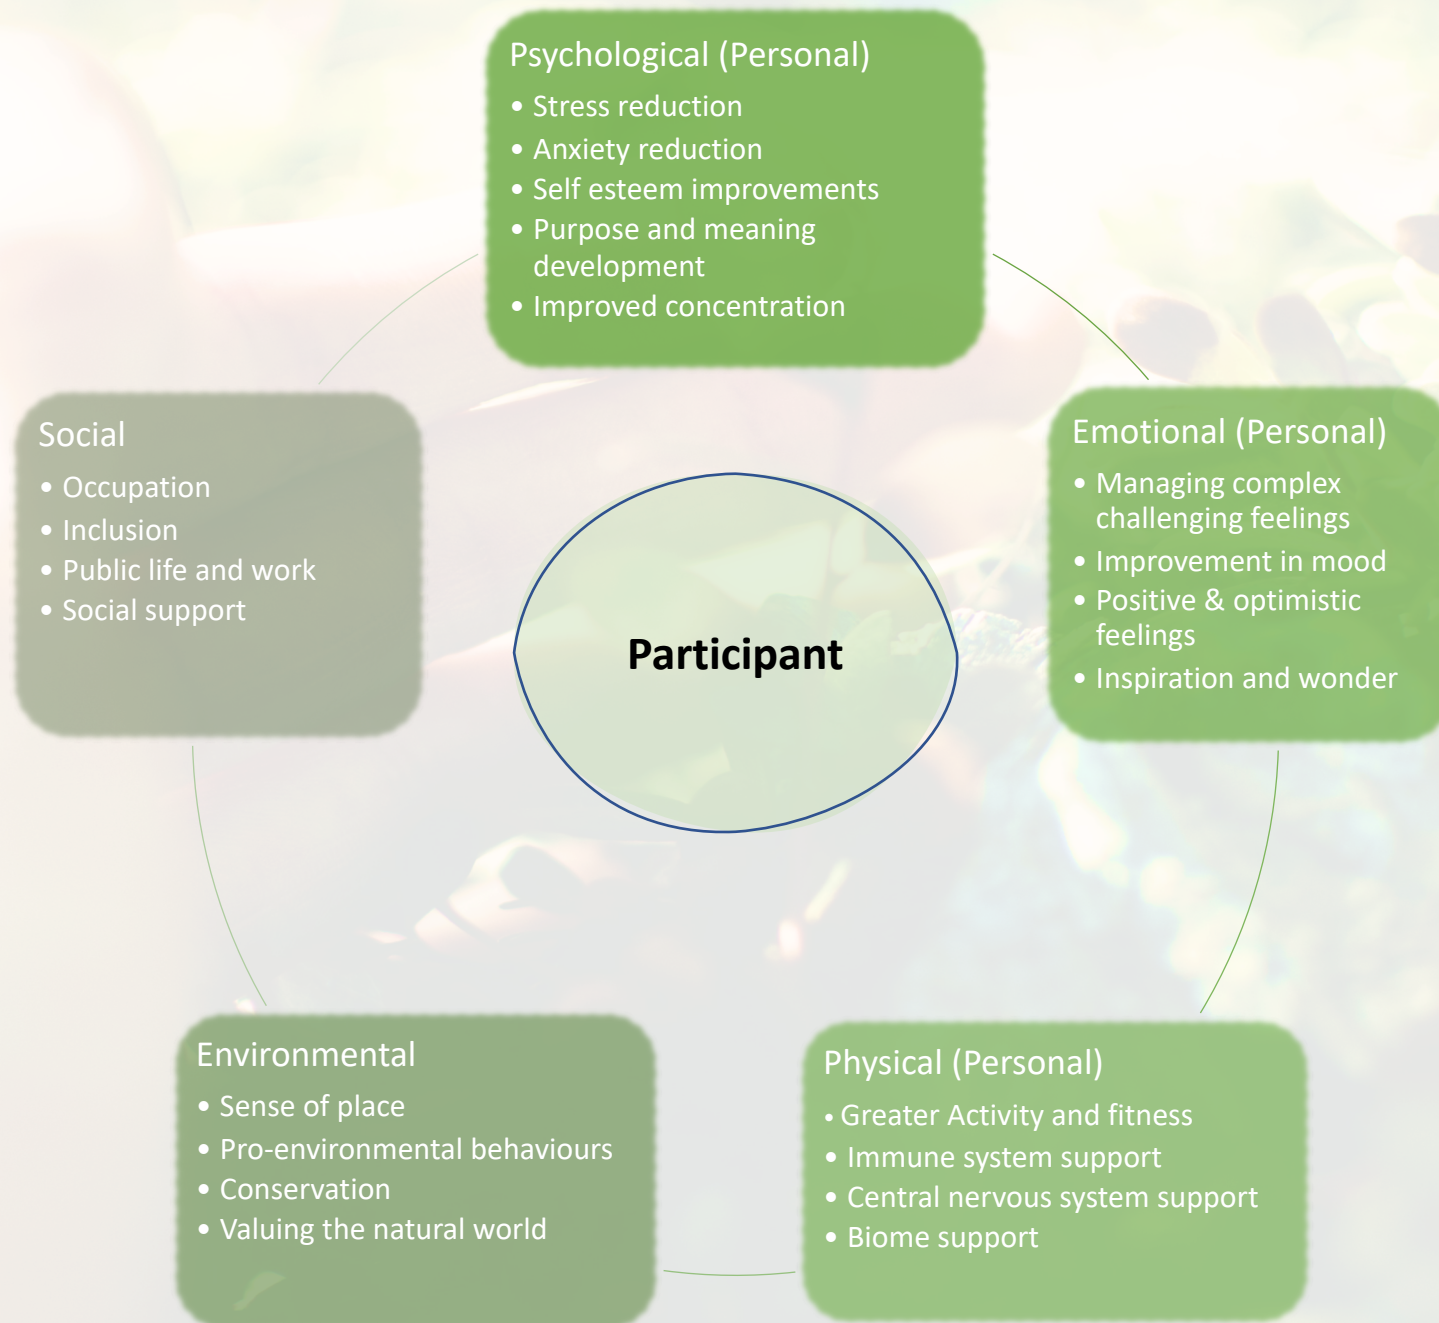 Psychological (Personal)
• Stress reduction
• Anxiety reduction
• Self esteem improvements
• Purpose and meaning
development
• Improved concentration
Emotional (Personal)
• Managing complex
challenging feelings
• Improvement in mood
• Positive & optimistic
feelings
• Inspiration and wonder
Physical (Personal)
• Greater Activity and fitness
• Immune system support
• Central nervous system support
• Biome support
Environmental
• Sense of place
• Pro-environmental behaviours
• Conservation
• Valuing the natural world
Social
• Occupation
• Inclusion
• Public life and work
• Social support
Participant